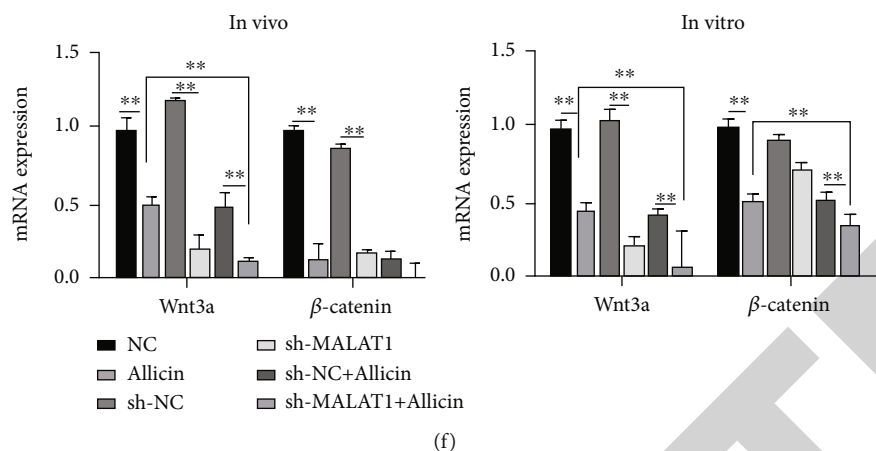 In vivo
1.5
1.0
0.5
0.0
mRNA expression
**
**
**
**
**
**
Wnt3a
β-catenin
In vitro
1.5
1.0
0.5
0.0
mRNA expression
**
**
**
**
**
**
**
Wnt3a
β-catenin
NC
Allicin
sh-NC
sh-MALAT1
sh-NC+Allicin
sh-MALAT1+Allicin
(f)